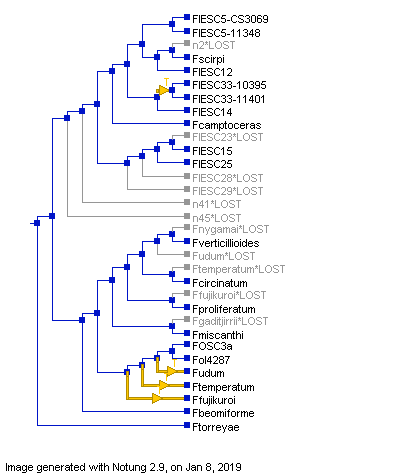 FIESC5-CS3069
FIESC5-11348
n2*LOST
Fscirpi
FIESC12
T
FIESC33-10395
FIESC33-11401
FIESC14
Fcamptoceras
FIESC23*LOST
FIESC15
FIESC25
FIESC28*LOST
FIESC29*LOST
n41*LOST
n45*LOST
Fnygamai*LOST
Fverticillioides
Fudum*LOST
Ftemperatum*LOST
Fcircinatum
Ffujikuroi*LOST
Fproliferatum
Fgaditjirrii*LOST
Fmiscanthi
FOSC3a
Fol4287
T
Fudum
T
Ftemperatum
T
Ffujikuroi
Fbeomiforme
Ftorreyae
Image generated with Notung 2.9, on Jan 8, 2019